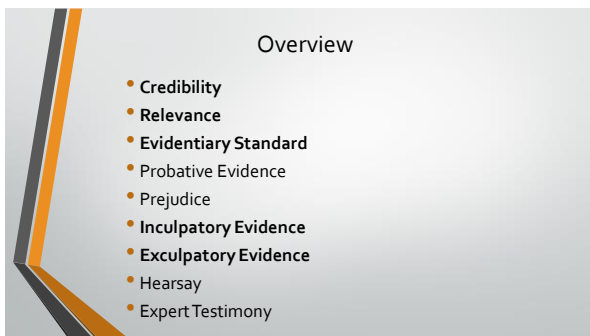 Overview
• Credibility
• Relevance
• Evidentiary Standard
• Probative Evidence
• Prejudice
• Inculpatory Evidence
• Exculpatory Evidence
• Hearsay
• Expert Testimony